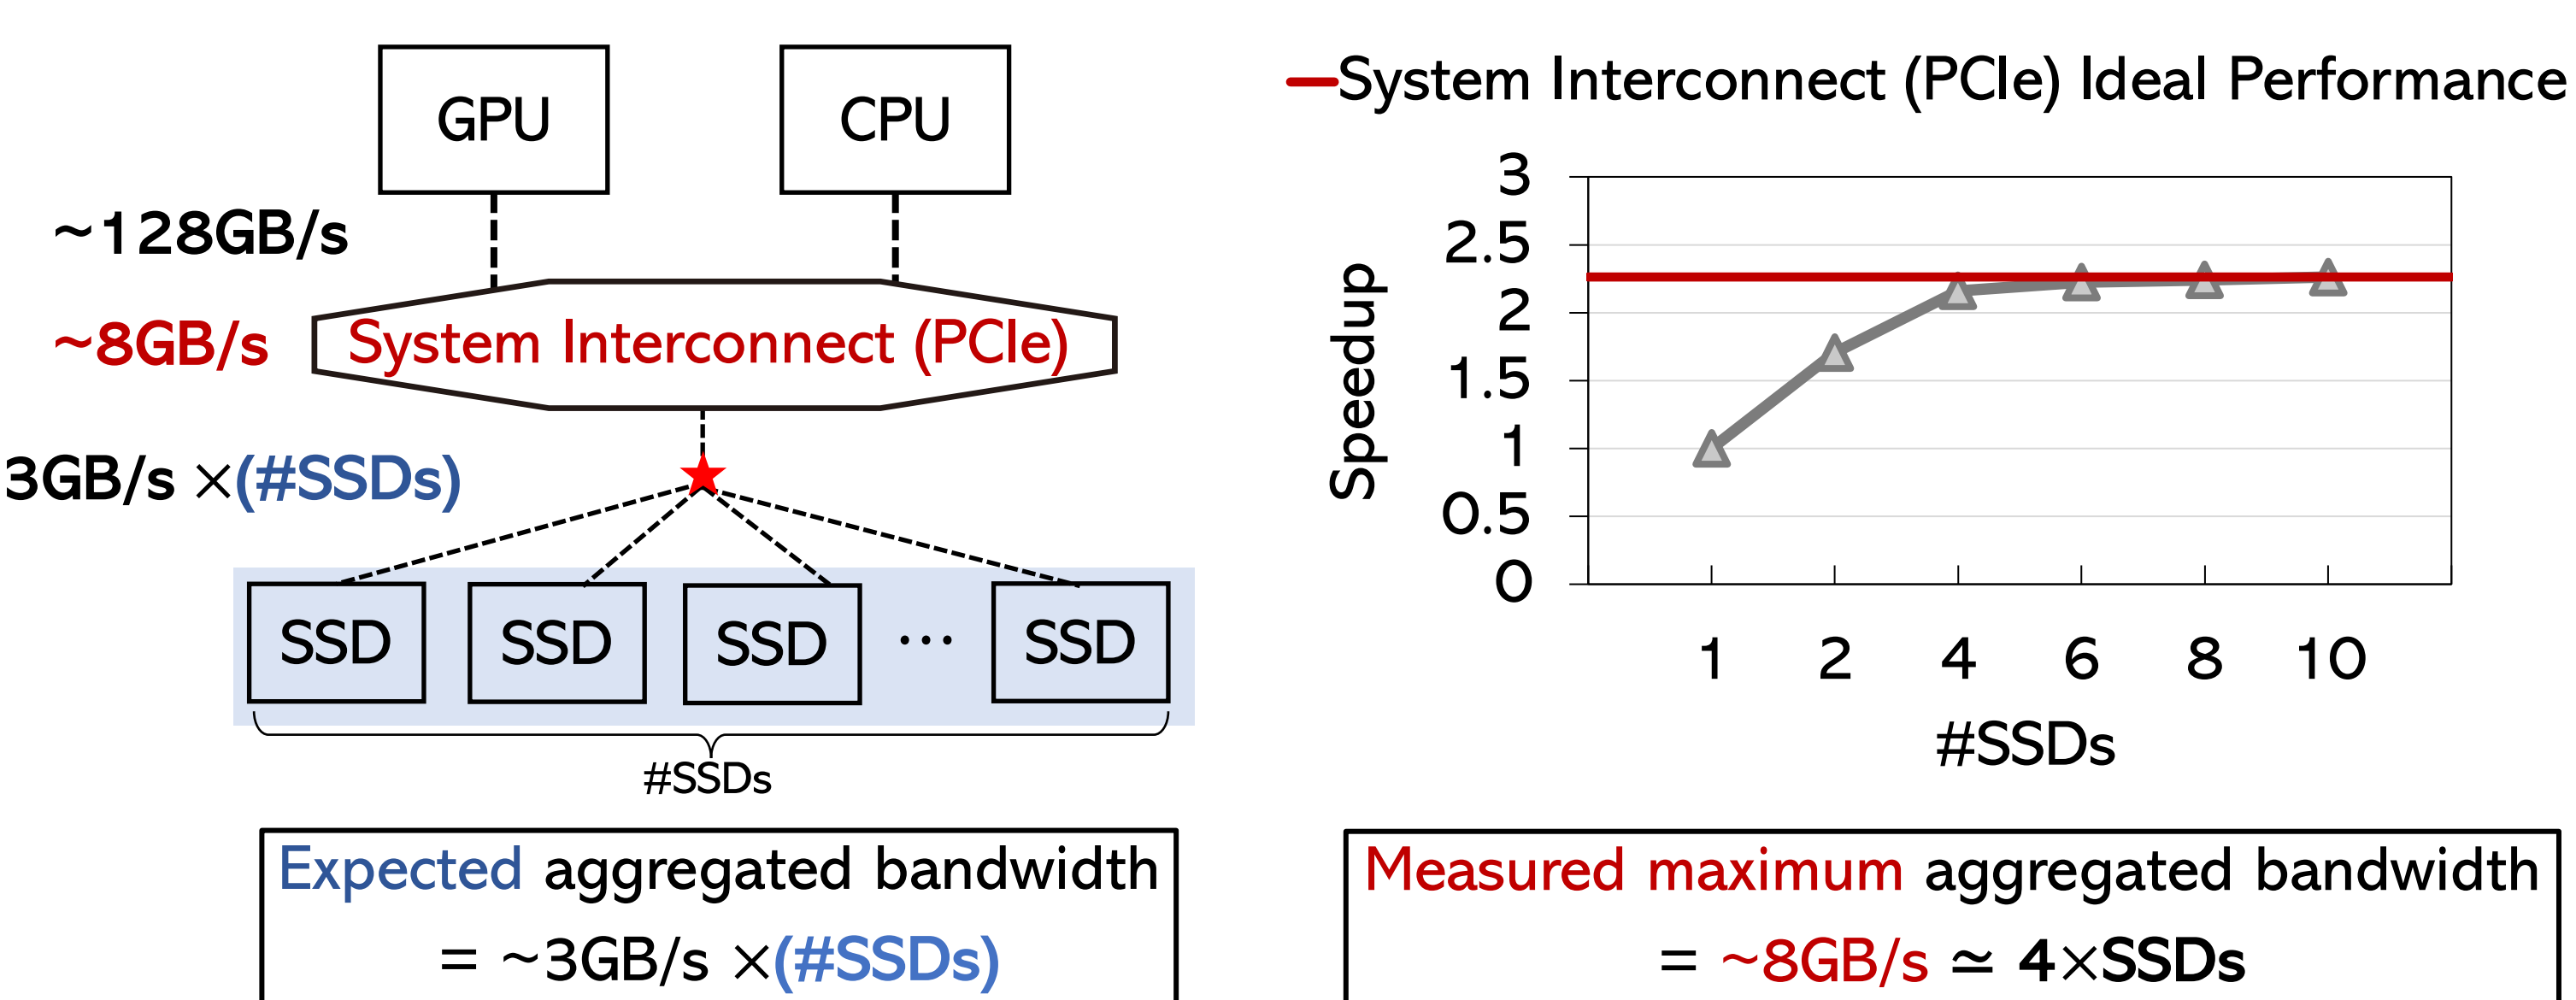 GPU
CPU
~128GB/s
~8GB/s
System Interconnect (PCIe)
3GB/s ×(#SSDs)
SSD
SSD
SSD
···
SSD
#SSDs
Expected aggregated bandwidth
= ~3GB/s ×(#SSDs)
System Interconnect (PCIe) Ideal Performance
Speedup
3
2.5
2
1.5
1
0.5
0
1 2 4 6 8 10
#SSDs
Measured maximum aggregated bandwidth
= ~8GB/s ≃ 4×SSDs